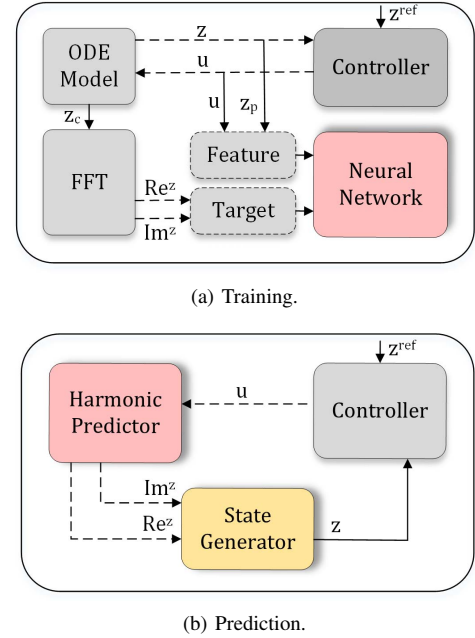 z^ref
ODE
Model
z
u
Controller
z_c
u
z_p
FFT
Feature
Neural
Network
Re^z
Target
Im^z
(a) Training.
z^ref
Harmonic
Predictor
u
Controller
Im^z
Re^z
State
Generator
z
(b) Prediction.